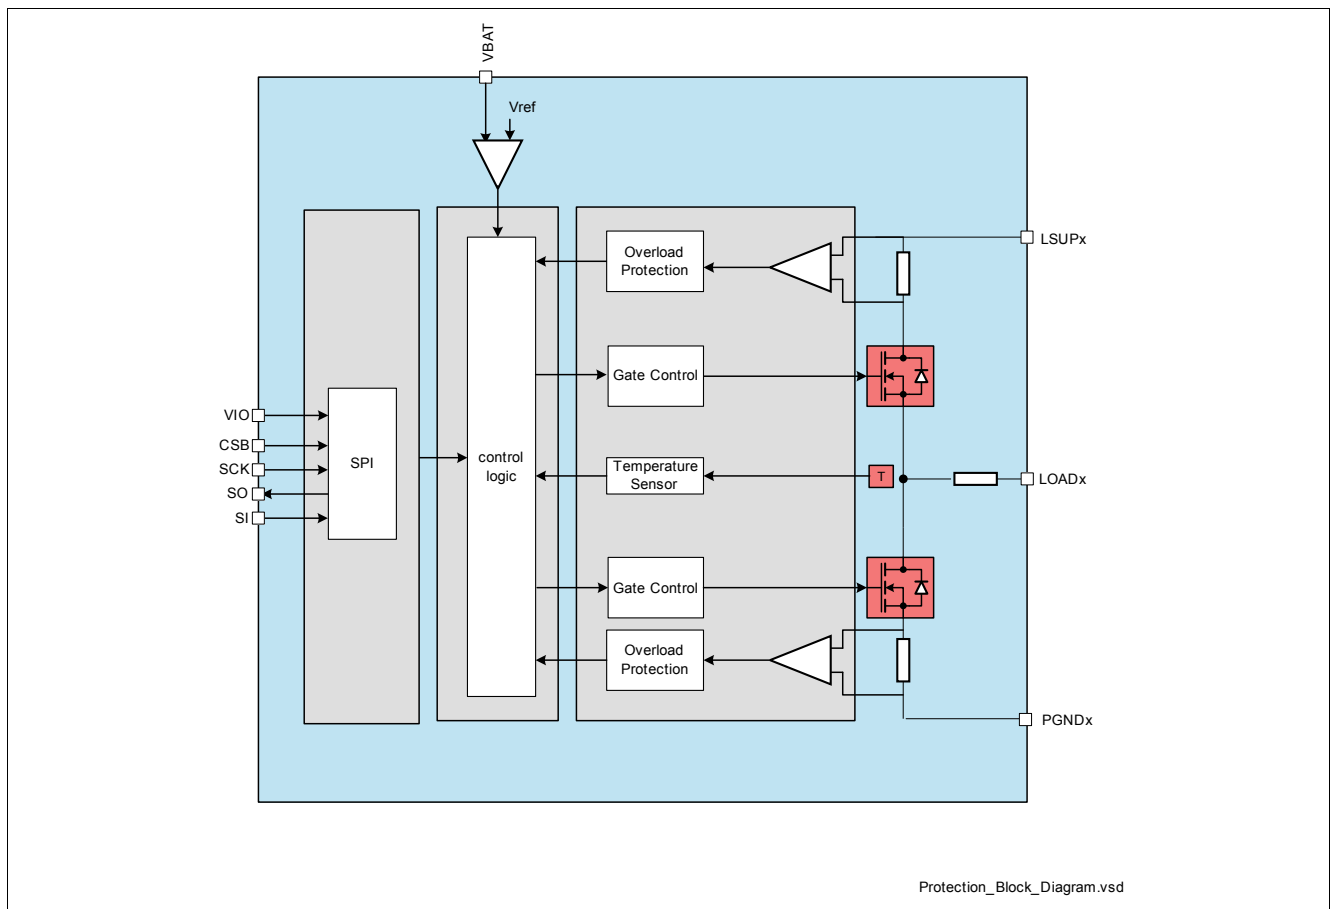 VBAT
Vref
Overload
Protection
LSUPx
Gate Control
VIO
CSB
SCK
SO
SI
SPI
control
logic
Temperature
Sensor
T
LOADx
Gate Control
Overload
Protection
PGNDx
Protection_Block_Diagram.vsd